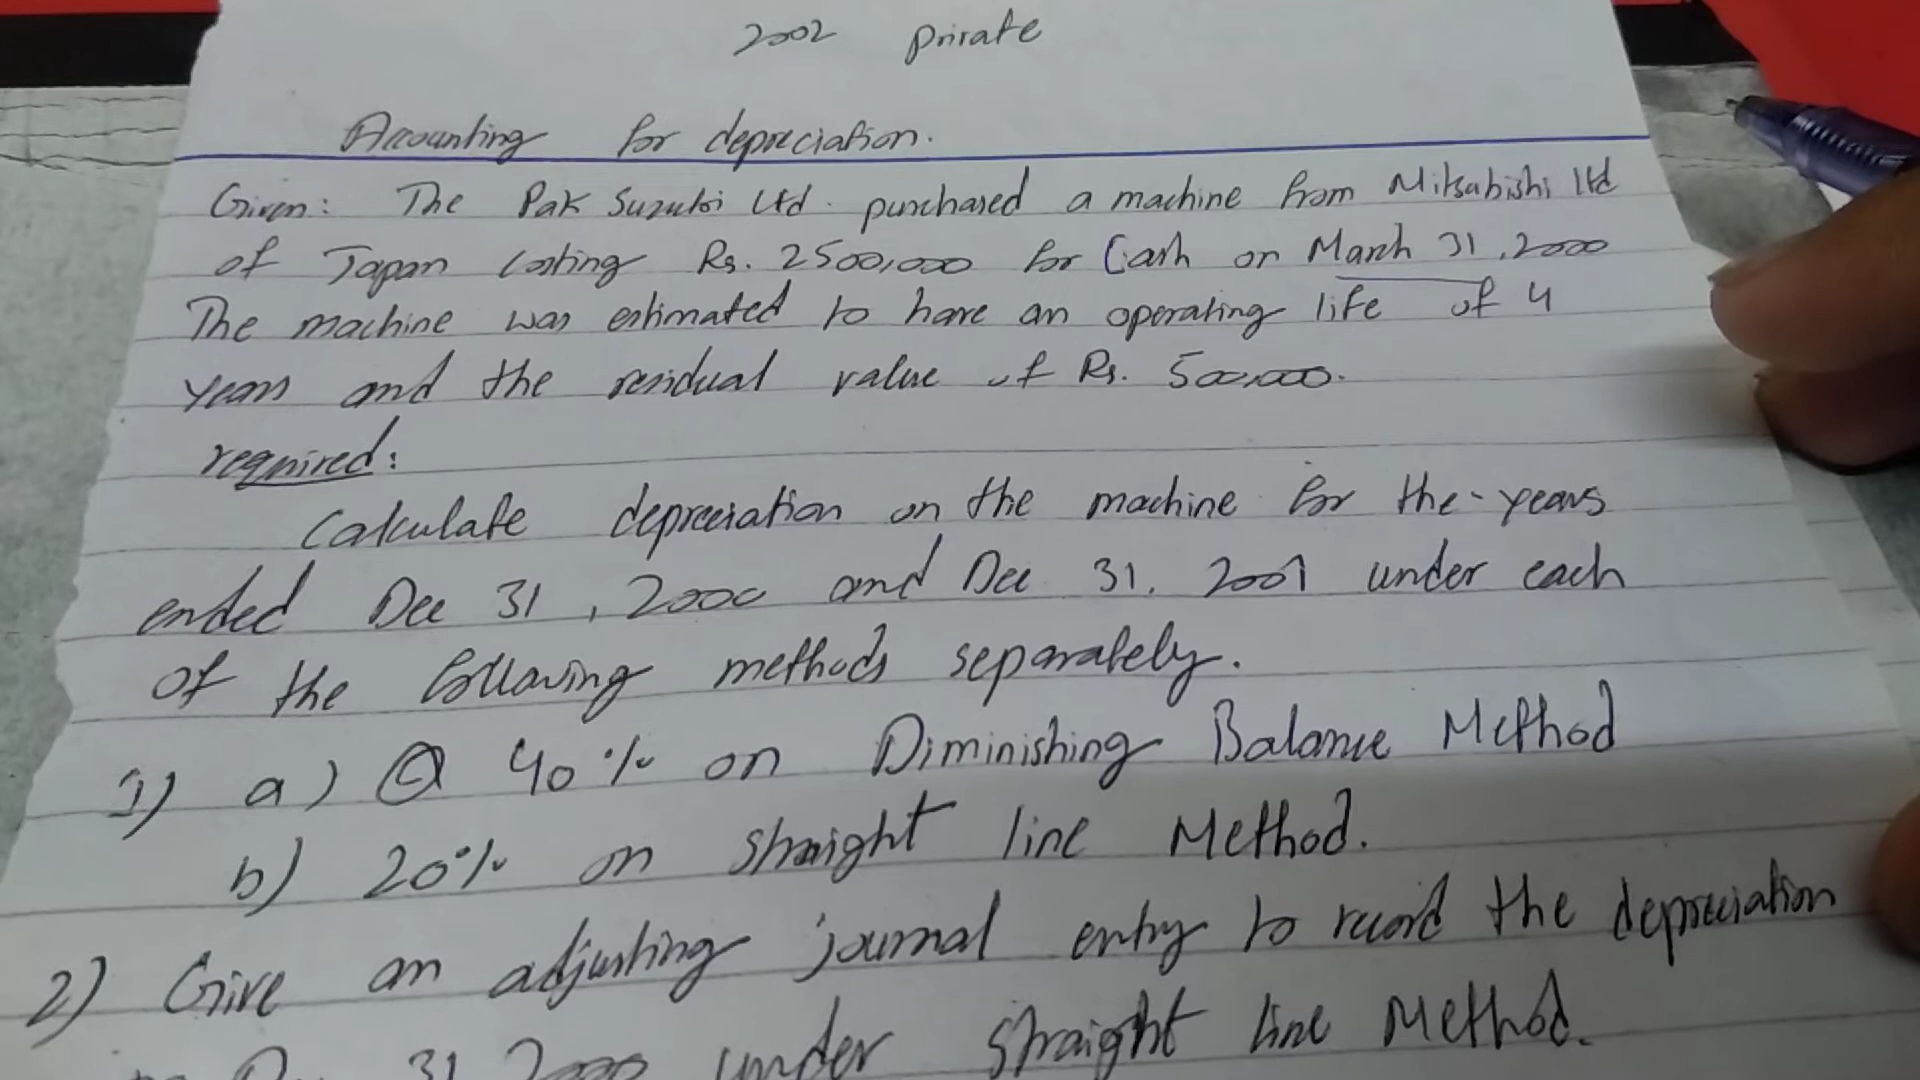 2002 private
Accounting for depreciation.
Given: The Pak Suzuki Ltd. purchased a machine from Mitsabishi ltd
of Japan costing Rs. 2500,000 for Cash on March 31, 2000
The machine was estimated to have an operating life of 4
years and the residual value of Rs. 500,000.
required:
Calculate depreciation on the machine for the years
ended Dec 31, 2000 and Dec 31, 2001 under each
of the following methods separately.
1) a) @ 40% on Diminishing Balance Method
b) 20% on straight line Method.
2) Give an adjusting journal entry to record the depreciation
31 2000 under straight line Method.